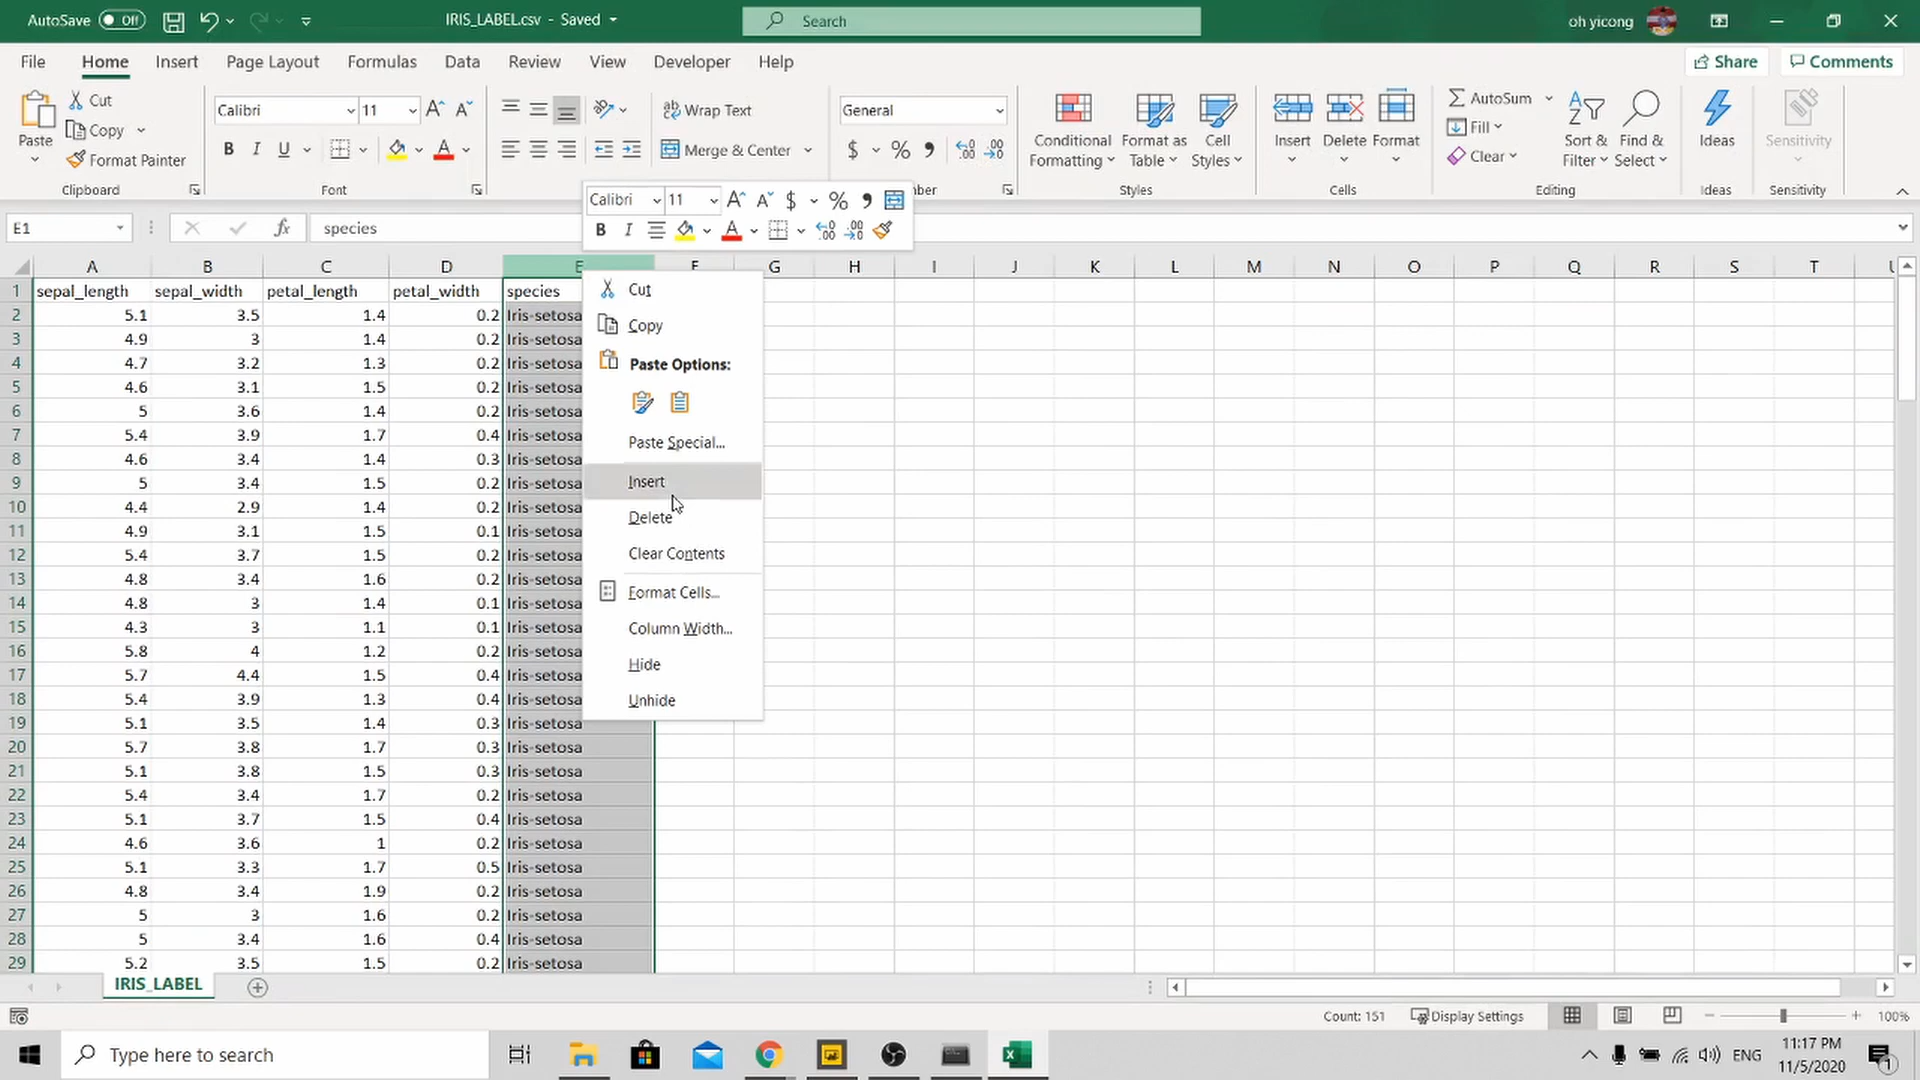 AutoSave Off IRIS_LABEL.csv - Saved Search oh yicong
File Home Insert Page Layout Formulas Data Review View Developer Help Share Comments
Paste Cut Copy Format Painter Clipboard
Calibri 11 B I U A Font
Wrap Text Merge & Center
General $ % 9 mber
Conditional Formatting Format as Table Cell Styles Styles
Insert Delete Format Cells
AutoSum Fill Clear Sort & Filter Find & Select Editing
Ideas Ideas
Sensitivity Sensitivity
Calibri 11 $ % 9
B I A
E1 fx species
A B C D E F G H I J K L M N O P Q R S T U
1 sepal_length sepal_width petal_length petal_width species
2 5.1 3.5 1.4 0.2 Iris-setosa
3 4.9 3 1.4 0.2 Iris-setosa
4 4.7 3.2 1.3 0.2 Iris-setosa
5 4.6 3.1 1.5 0.2 Iris-setosa
6 5 3.6 1.4 0.2 Iris-setosa
7 5.4 3.9 1.7 0.4 Iris-setosa
8 4.6 3.4 1.4 0.3 Iris-setosa
9 5 3.4 1.5 0.2 Iris-setosa
10 4.4 2.9 1.4 0.2 Iris-setosa
11 4.9 3.1 1.5 0.1 Iris-setosa
12 5.4 3.7 1.5 0.2 Iris-setosa
13 4.8 3.4 1.6 0.2 Iris-setosa
14 4.8 3 1.4 0.1 Iris-setosa
15 4.3 3 1.1 0.1 Iris-setosa
16 5.8 4 1.2 0.2 Iris-setosa
17 5.7 4.4 1.5 0.4 Iris-setosa
18 5.4 3.9 1.3 0.4 Iris-setosa
19 5.1 3.5 1.4 0.3 Iris-setosa
20 5.7 3.8 1.7 0.3 Iris-setosa
21 5.1 3.8 1.5 0.3 Iris-setosa
22 5.4 3.4 1.7 0.2 Iris-setosa
23 5.1 3.7 1.5 0.4 Iris-setosa
24 4.6 3.6 1 0.2 Iris-setosa
25 5.1 3.3 1.7 0.5 Iris-setosa
26 4.8 3.4 1.9 0.2 Iris-setosa
27 5 3 1.6 0.2 Iris-setosa
28 5 3.4 1.6 0.4 Iris-setosa
29 5.2 3.5 1.5 0.2 Iris-setosa
Cut
Copy
Paste Options:
Paste Special...
Insert
Delete
Clear Contents
Format Cells...
Column Width...
Hide
Unhide
IRIS_LABEL
Count: 151 Display Settings 100%
Type here to search ENG 11:17 PM
11/5/2020 1